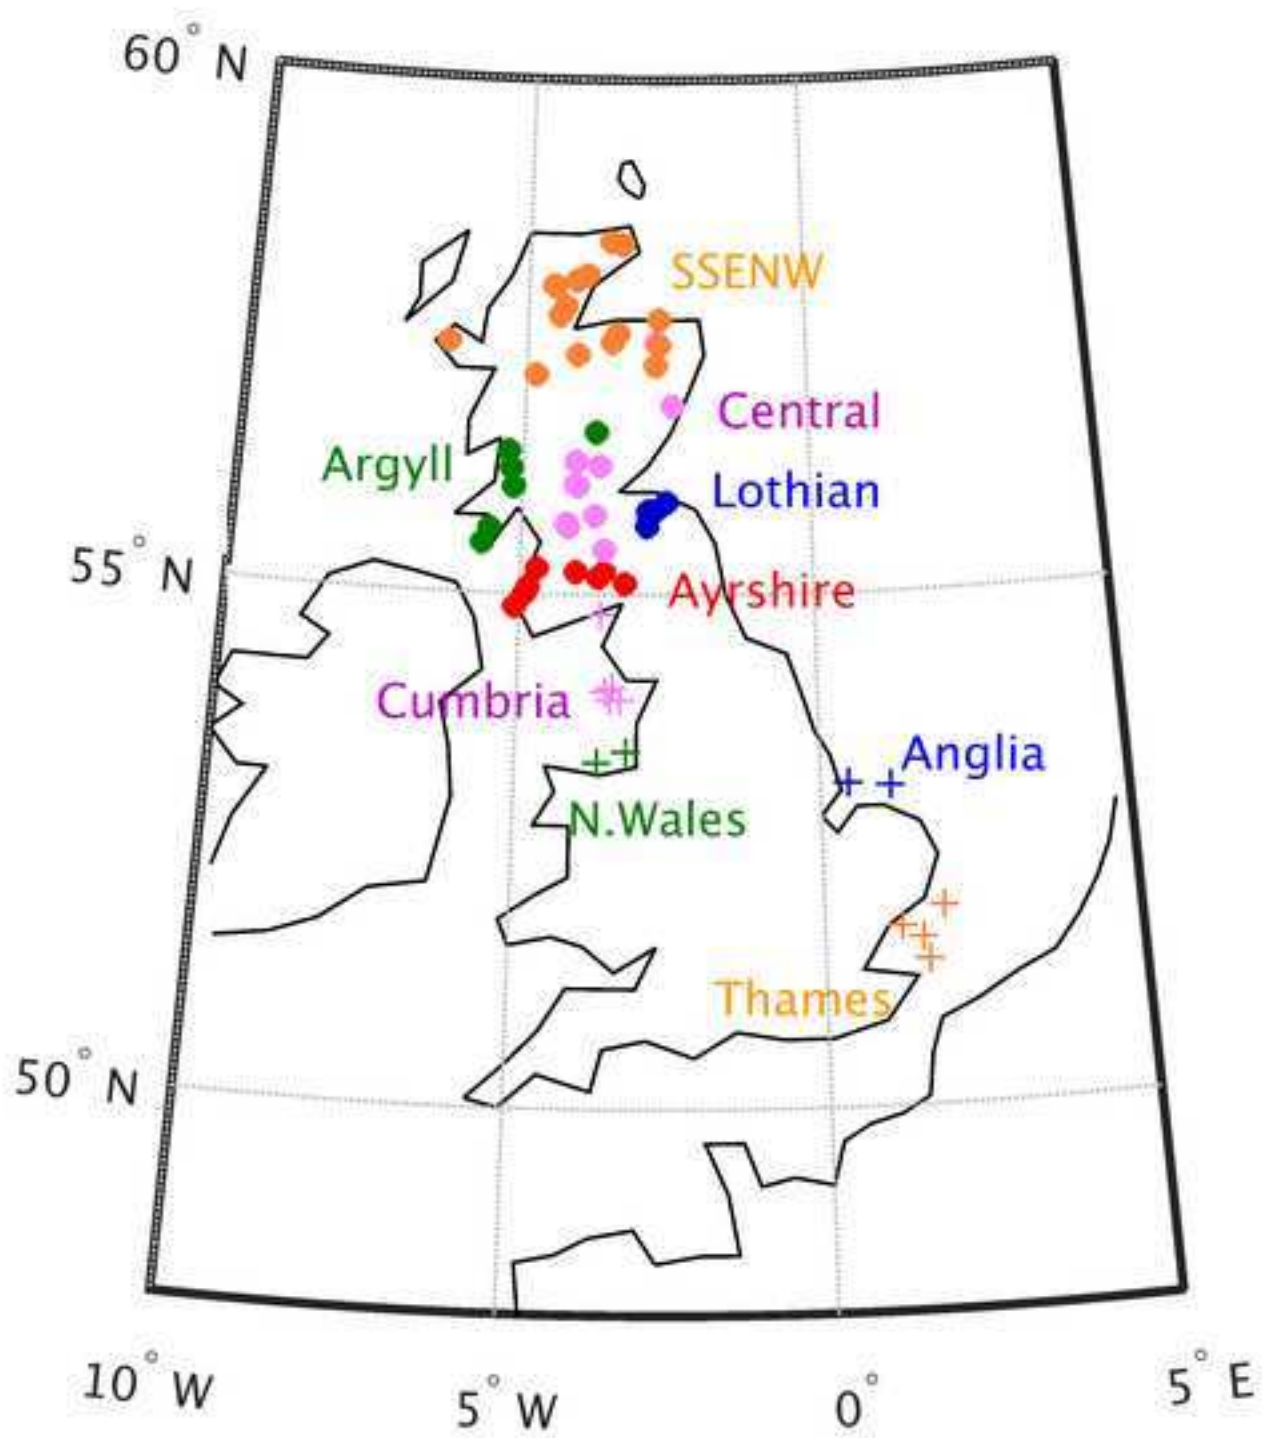 60° N
SSENW
Central
Argyll
Lothian
55° N
Ayrshire
Cumbria
Anglia
N.Wales
Thames
50° N
10° W
5° W
0°
5° E